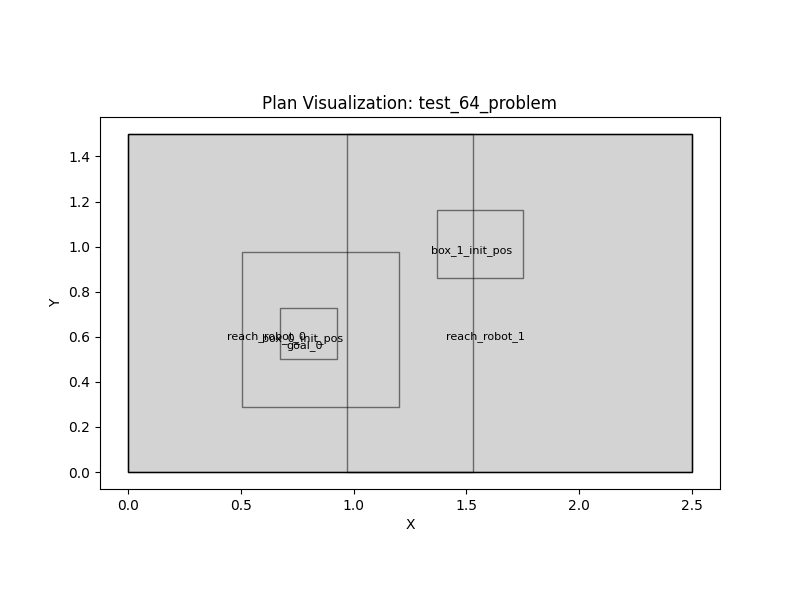 Plan Visualization: test_64_problem
Y
1.4
1.2
1.0
0.8
0.6
0.4
0.2
0.0
box_1_init_pos
reach_robot_0
box_0_init_pos
goal_0
reach_robot_1
0.0
0.5
1.0
1.5
2.0
2.5
X